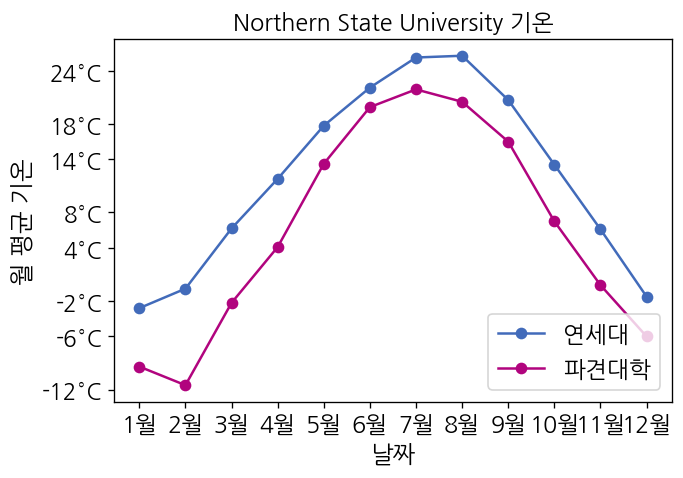 Northern State University 기온
월 평균 기온
24°C
18°C
14°C
8°C
4°C
-2°C
-6°C
-12°C
연세대
파견대학
1월 2월 3월 4월 5월 6월 7월 8월 9월 10월 11월 12월
날짜